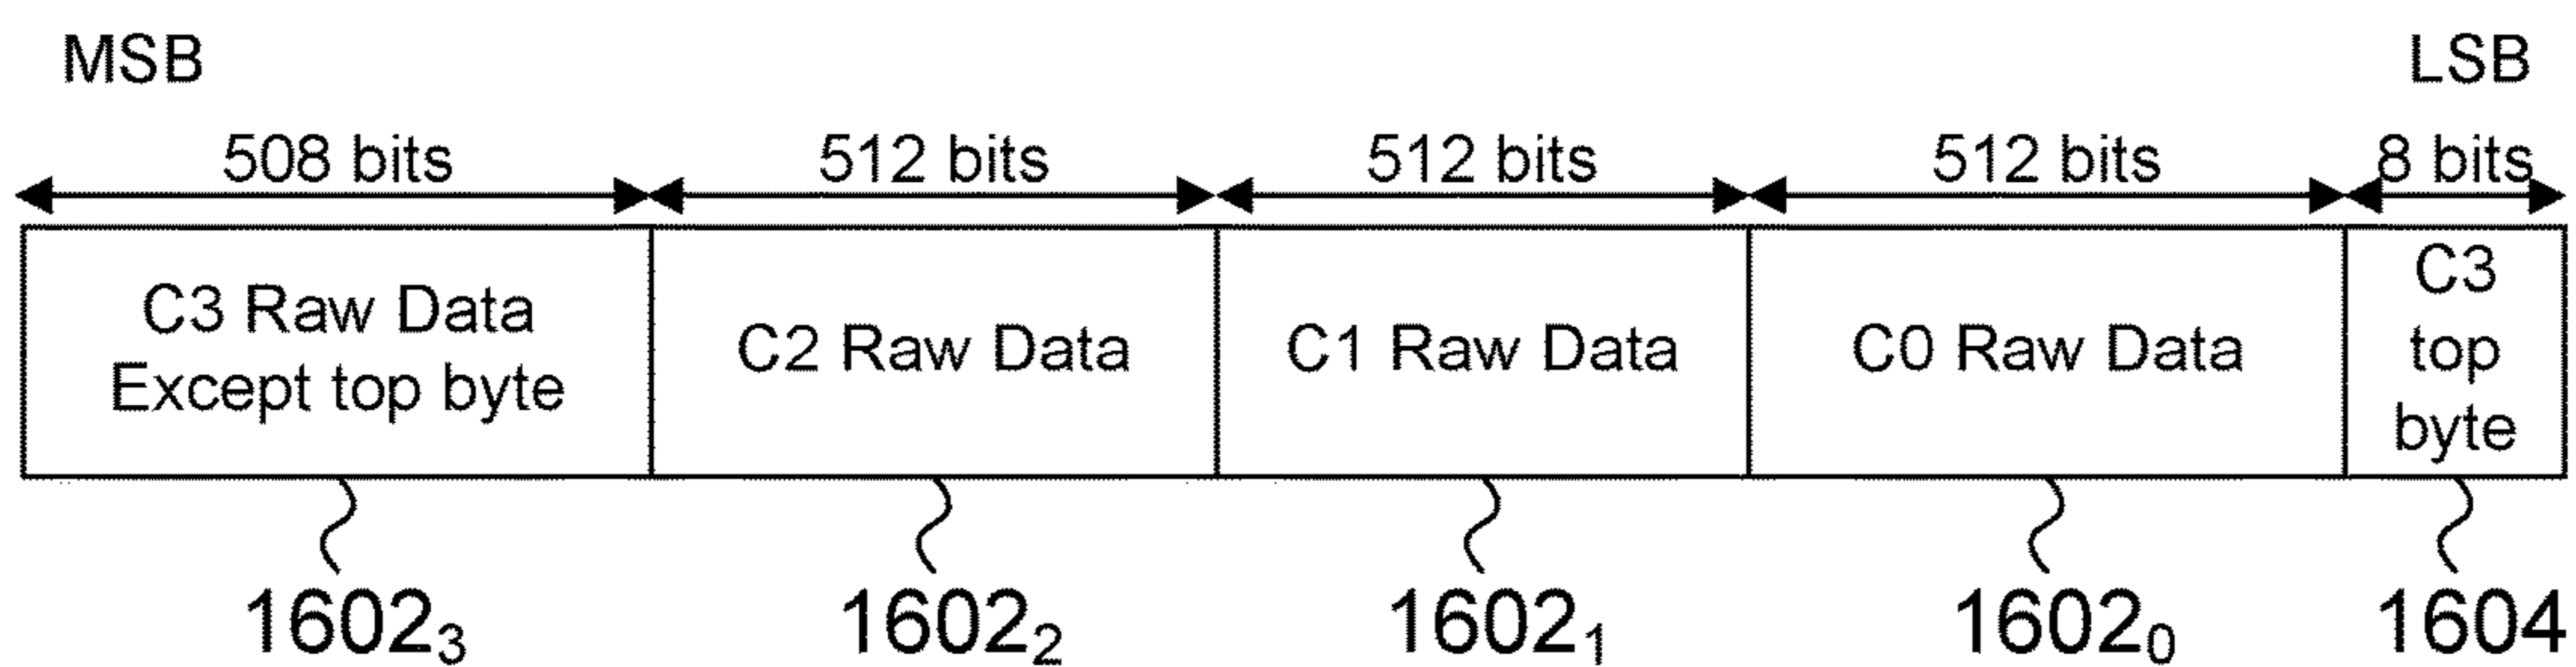 MSB LSB
508 bits 512 bits 512 bits 512 bits 8 bits
C3 Raw Data
Except top byte
C2 Raw Data
C1 Raw Data
C0 Raw Data
C3
top
byte
1602₃ 1602₂ 1602₁ 1602₀ 1604